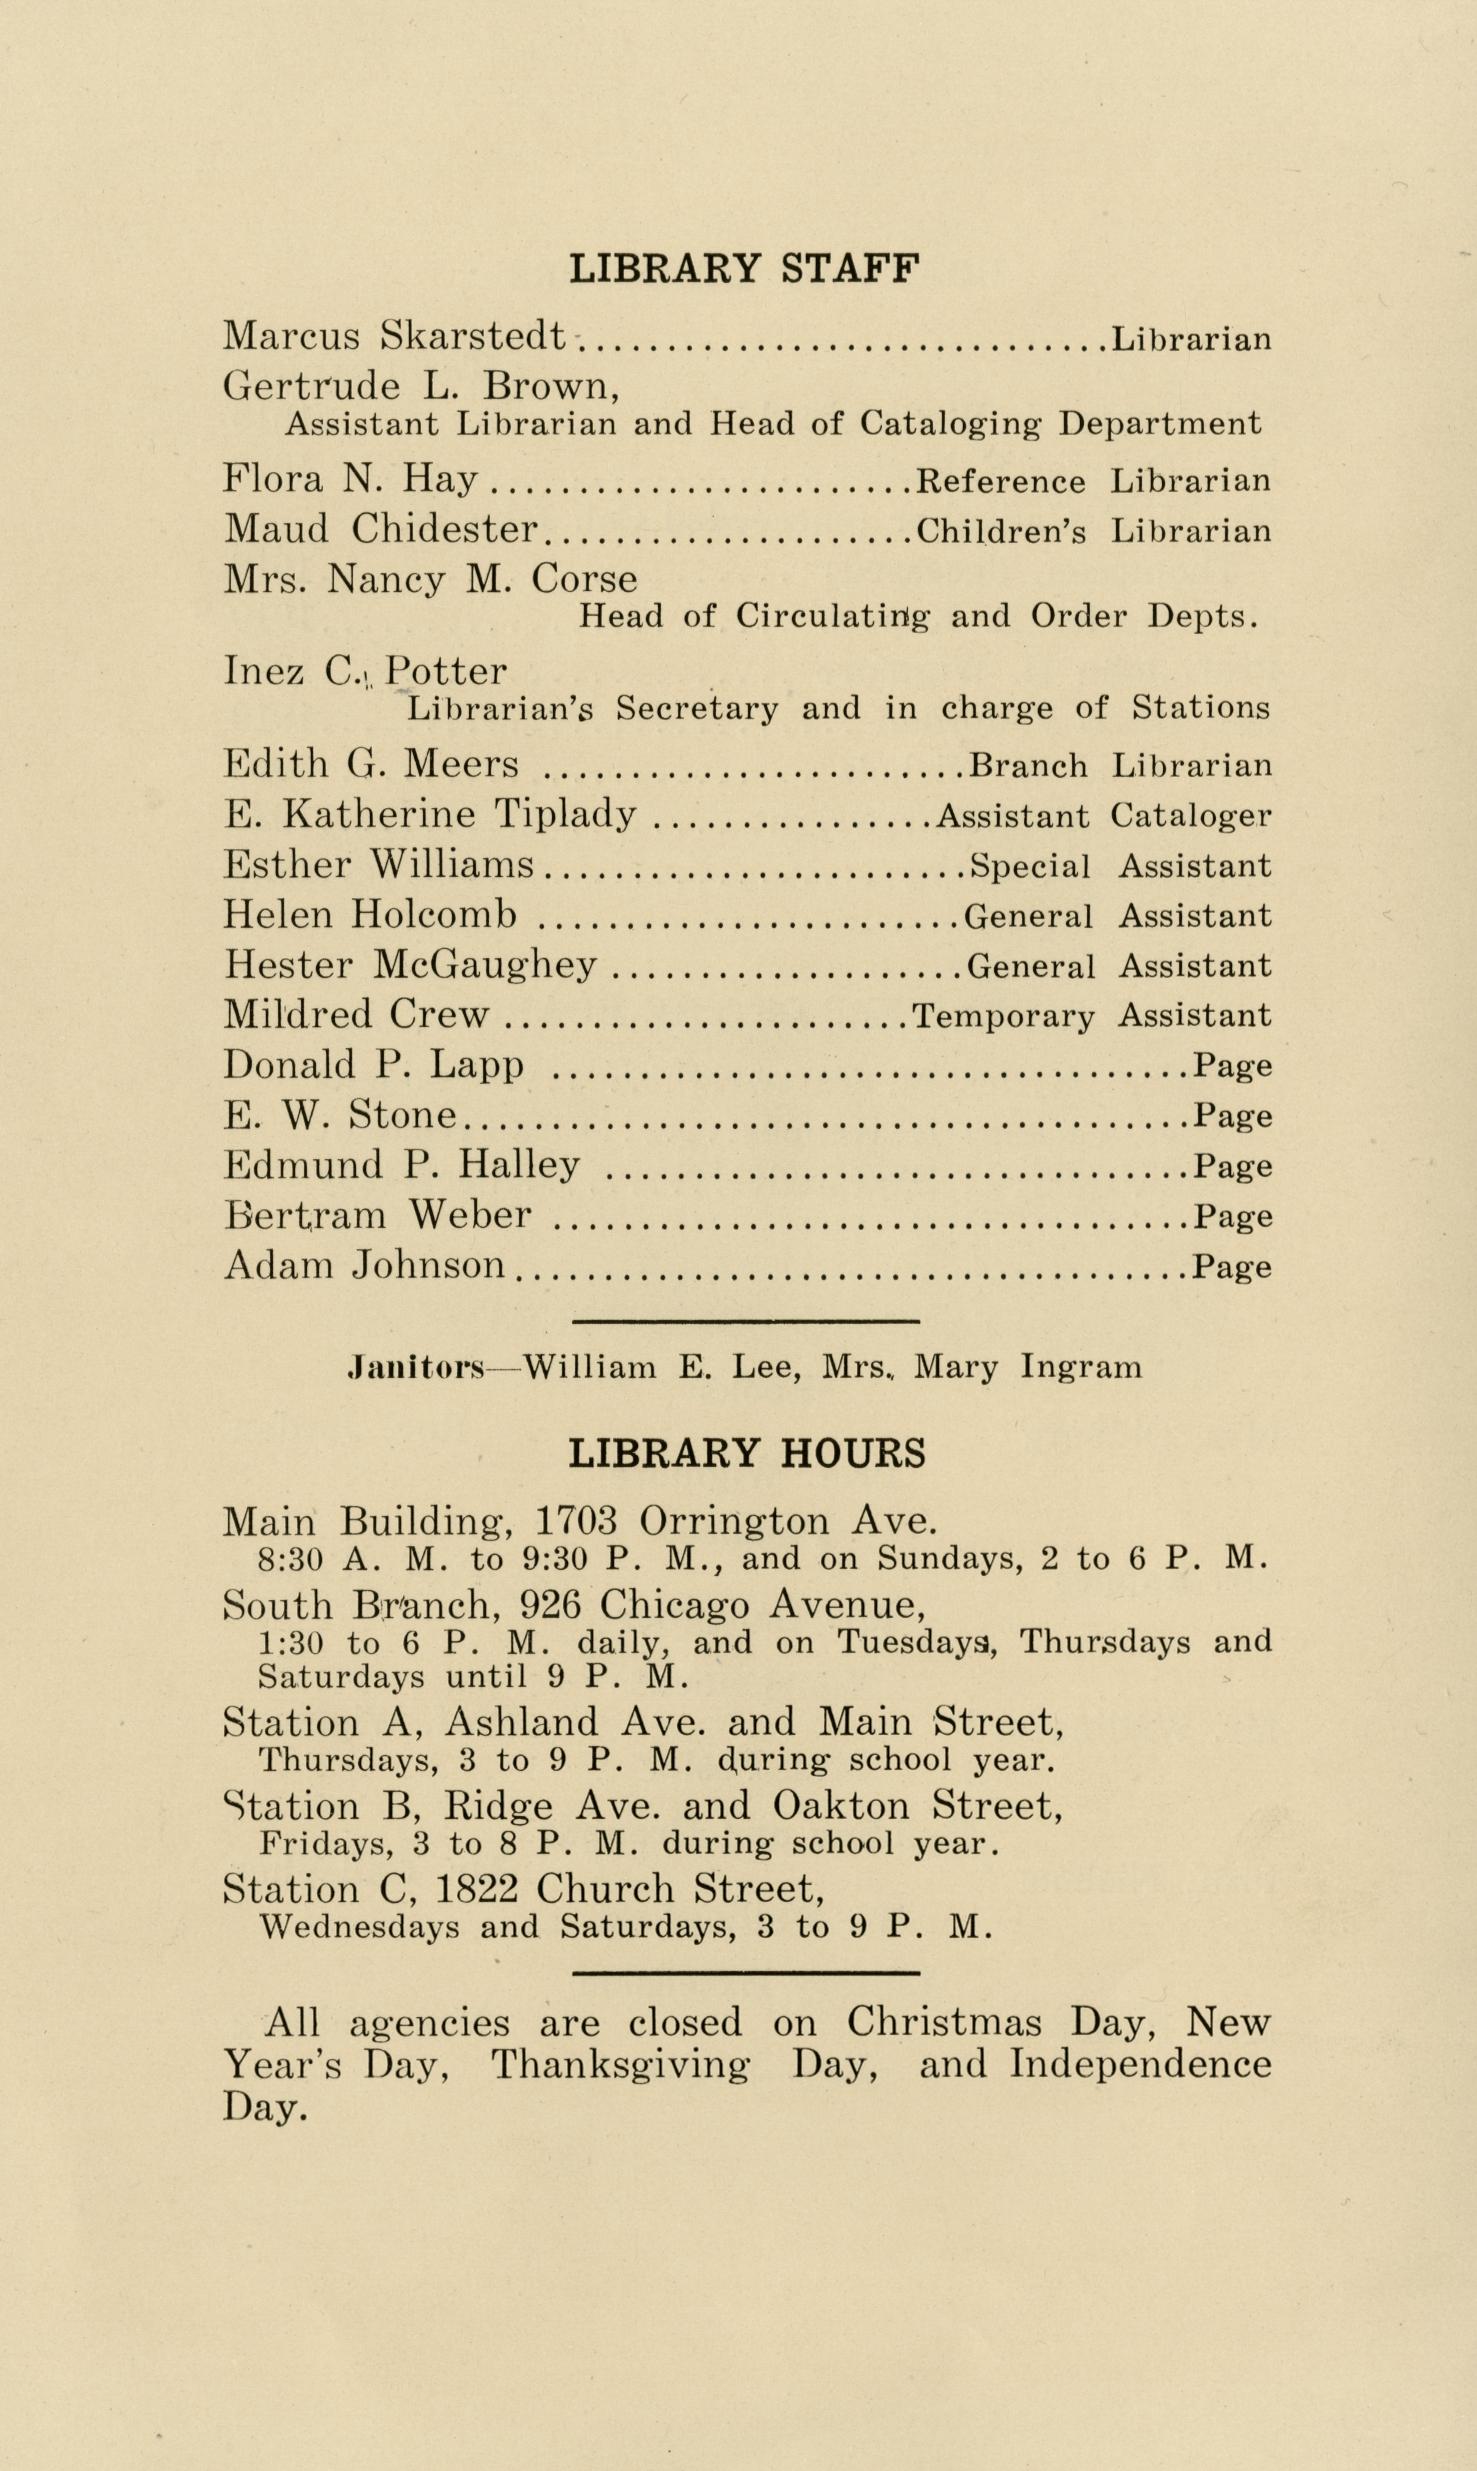 LIBRARY STAFF
Marcus Skarstedt..............................Librarian
Gertrude L. Brown,
Assistant Librarian and Head of Cataloging Department
Flora N. Hay........................Reference Librarian
Maud Chidester.....................Children's Librarian
Mrs. Nancy M. Corse
Head of Circulating and Order Depts.
Inez C., Potter
Librarian's Secretary and in charge of Stations
Edith G. Meers ........................Branch Librarian
E. Katherine Tiplady ................Assistant Cataloger
Esther Williams........................Special Assistant
Helen Holcomb ........................General Assistant
Hester McGaughey ....................General Assistant
Mildred Crew .......................Temporary Assistant
Donald P. Lapp ....................................Page
E. W. Stone.........................................Page
Edmund P. Halley .................................Page
Bertram Weber ....................................Page
Adam Johnson......................................Page
Janitors—William E. Lee, Mrs. Mary Ingram
LIBRARY HOURS
Main Building, 1703 Orrington Ave.
8:30 A. M. to 9:30 P. M., and on Sundays, 2 to 6 P. M.
South Branch, 926 Chicago Avenue,
1:30 to 6 P. M. daily, and on Tuesdays, Thursdays and
Saturdays until 9 P. M.
Station A, Ashland Ave. and Main Street,
Thursdays, 3 to 9 P. M. during school year.
Station B, Ridge Ave. and Oakton Street,
Fridays, 3 to 8 P. M. during school year.
Station C, 1822 Church Street,
Wednesdays and Saturdays, 3 to 9 P. M.
All agencies are closed on Christmas Day, New
Year's Day, Thanksgiving Day, and Independence
Day.